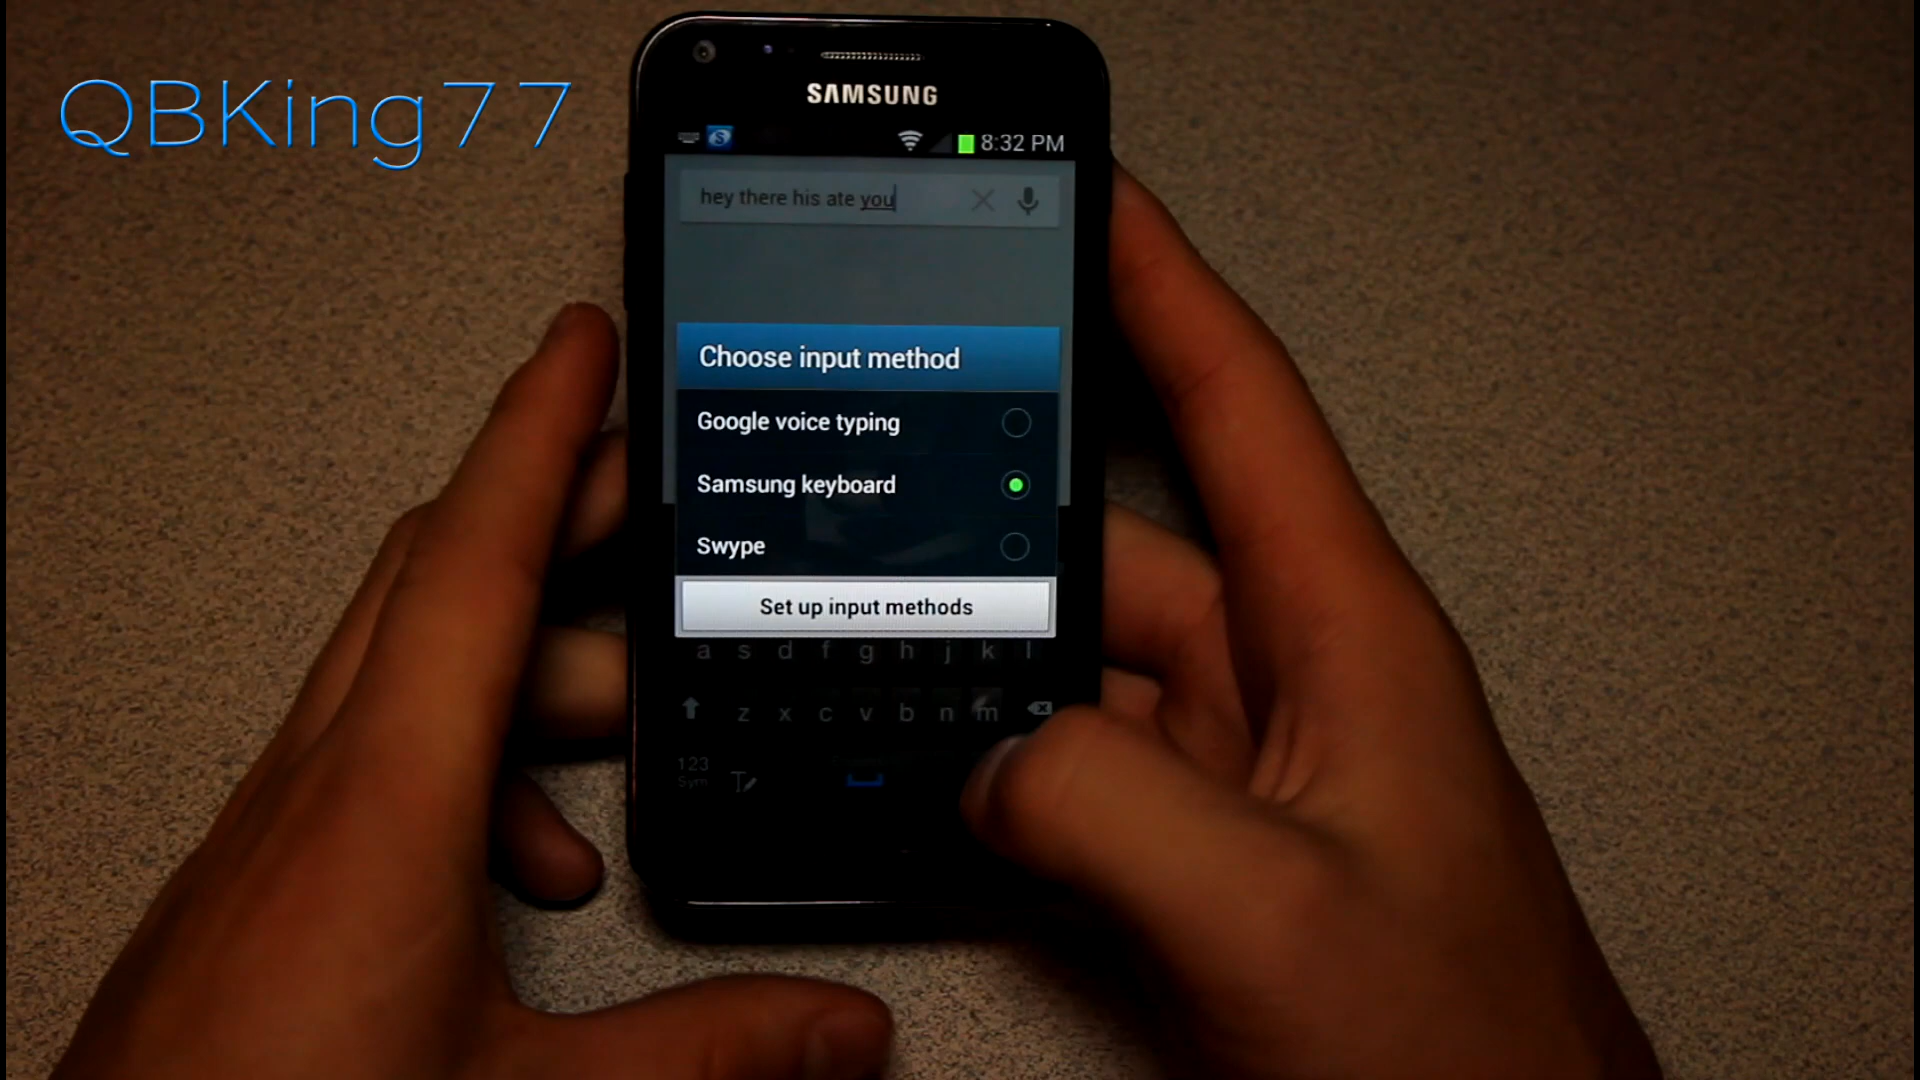 QBKing77
SAMSUNG
8:32 PM
hey there his ate you
Choose input method
Google voice typing
Samsung keyboard
Swype
Set up input methods
a s d f g h j k l
z x c v b n m
123
Sym